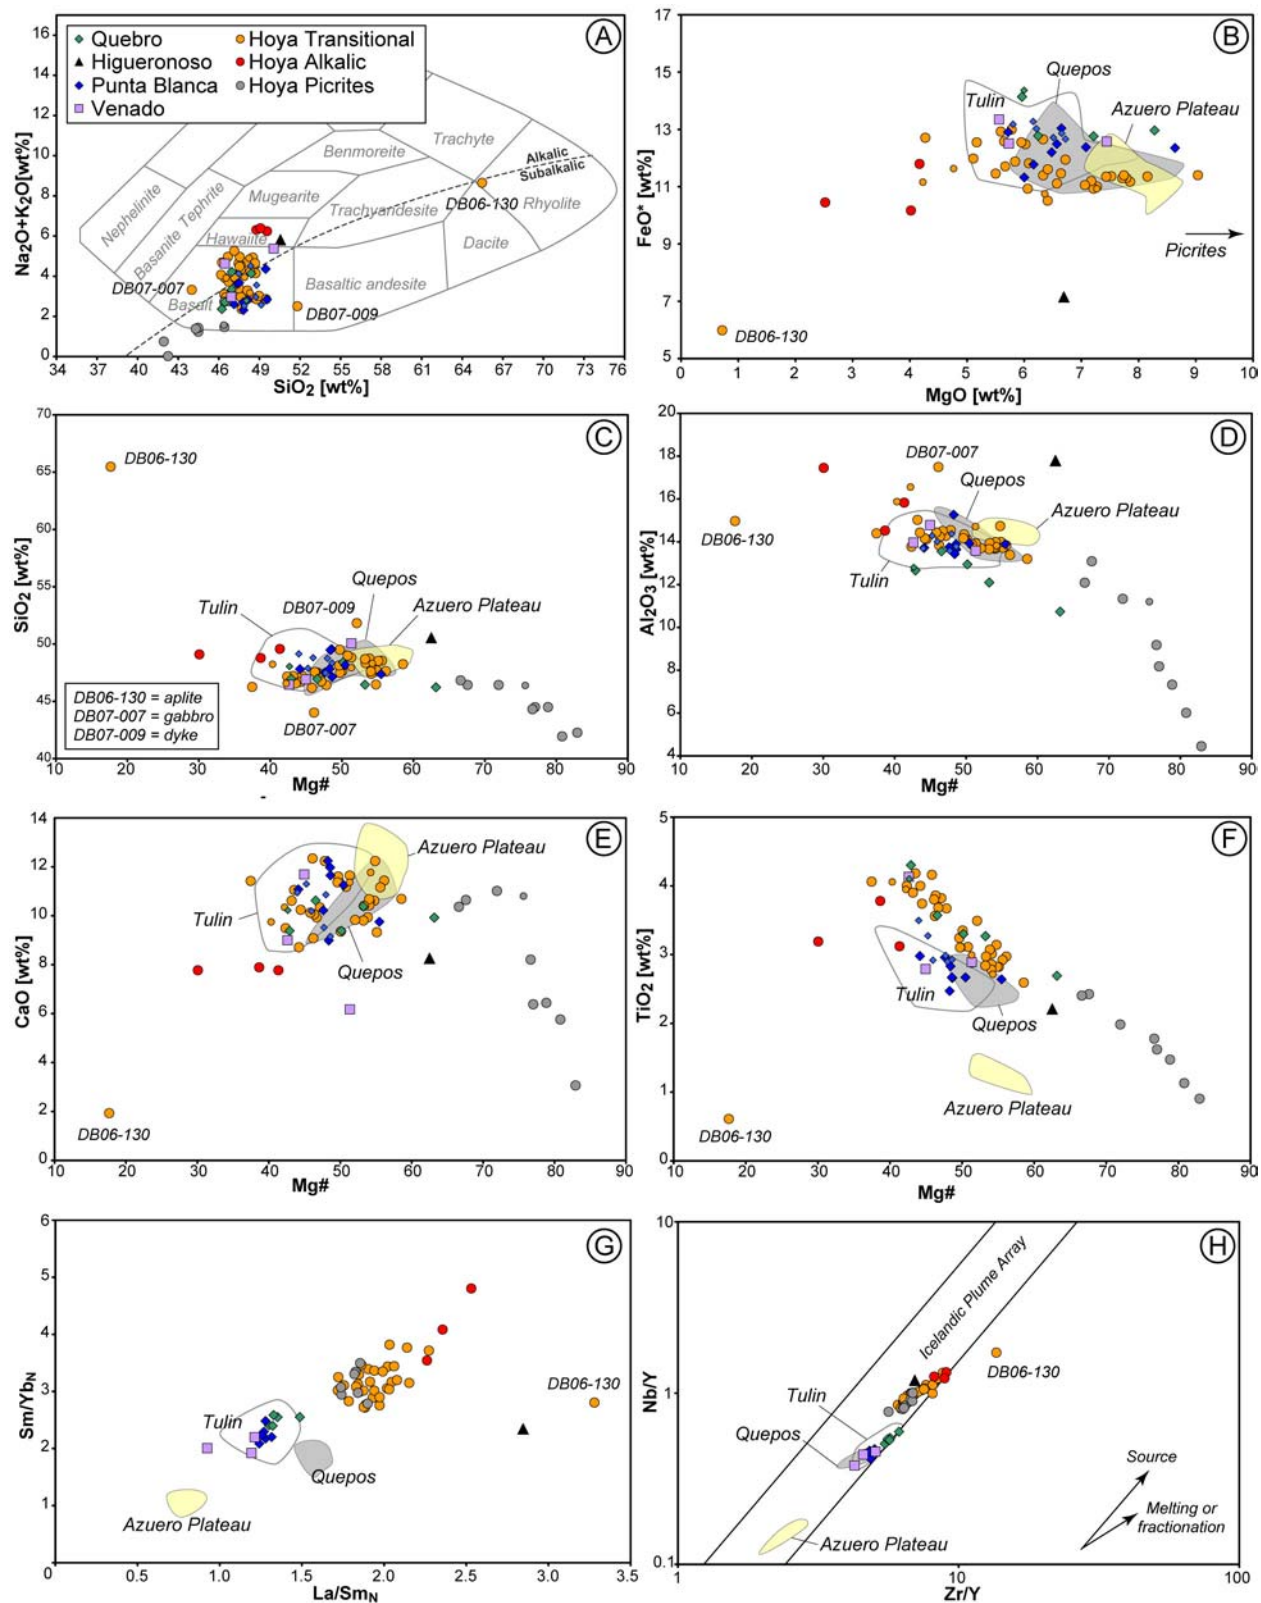 A
Quebro
Higueronoso
Punta Blanca
Venado
Hoya Transitional
Hoya Alkalic
Hoya Picrites
Na2O+K2O[wt%]
16
14
12
10
8
6
4
2
0
34 37 40 43 46 49 52 55 58 61 64 67 70 73 76
SiO2 [wt%]
Nephelinite
Basanite Tephrite
Benmoreite
Mugearite
Hawaiite
Basalt
Trachyte
Trachyandesite
Basaltic andesite
Dacite
Rhyolite
Alkalic
Subalkalic
DB06-130
DB07-007
DB07-009
B
FeO* [wt%]
17
15
13
11
9
7
5
0 1 2 3 4 5 6 7 8 9 10
MgO [wt%]
Quepos
Tulin
Azuero Plateau
Picrites
DB06-130
C
SiO2 [wt%]
70
65
60
55
50
45
40
10 20 30 40 50 60 70 80 90
Mg#
DB06-130
Quepos
Tulin
DB07-009
Azuero Plateau
DB07-007
DB06-130 = aplite
DB07-007 = gabbro
DB07-009 = dyke
D
Al2O3 [wt%]
20
18
16
14
12
10
8
6
4
10 20 30 40 50 60 70 80 90
Mg#
DB07-007
Quepos
Azuero Plateau
DB06-130
Tulin
E
CaO [wt%]
14
12
10
8
6
4
2
0
10 20 30 40 50 60 70 80 90
Mg#
Azuero Plateau
Tulin
Quepos
DB06-130
F
TiO2 [wt%]
5
4
3
2
1
0
10 20 30 40 50 60 70 80 90
Mg#
Tulin
Quepos
Azuero Plateau
DB06-130
G
Sm/YbN
6
5
4
3
2
1
0
0 0.5 1.0 1.5 2.0 2.5 3.0 3.5
La/SmN
DB06-130
Tulin
Quepos
Azuero Plateau
H
Nb/Y
10
1
0.1
1 10 100
Zr/Y
Icelandic Plume Array
DB06-130
Tulin
Quepos
Source
Melting or
fractionation
Azuero Plateau